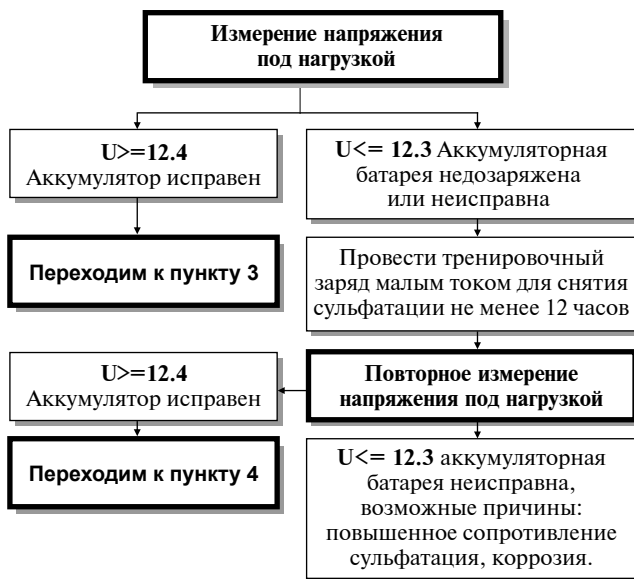 Измерение напряжения
под нагрузкой
U>=12.4
Аккумулятор исправен
U<= 12.3 Аккумуляторная
батарея недозаряжена
или неисправна
Переходим к пункту 3
Провести тренировочный
заряд малым током для снятия
сульфатации не менее 12 часов
U>=12.4
Аккумулятор исправен
Повторное измерение
напряжения под нагрузкой
Переходим к пункту 4
U<= 12.3 аккумуляторная
батарея неисправна,
возможные причины:
повышенное сопротивление
сульфатация, коррозия.